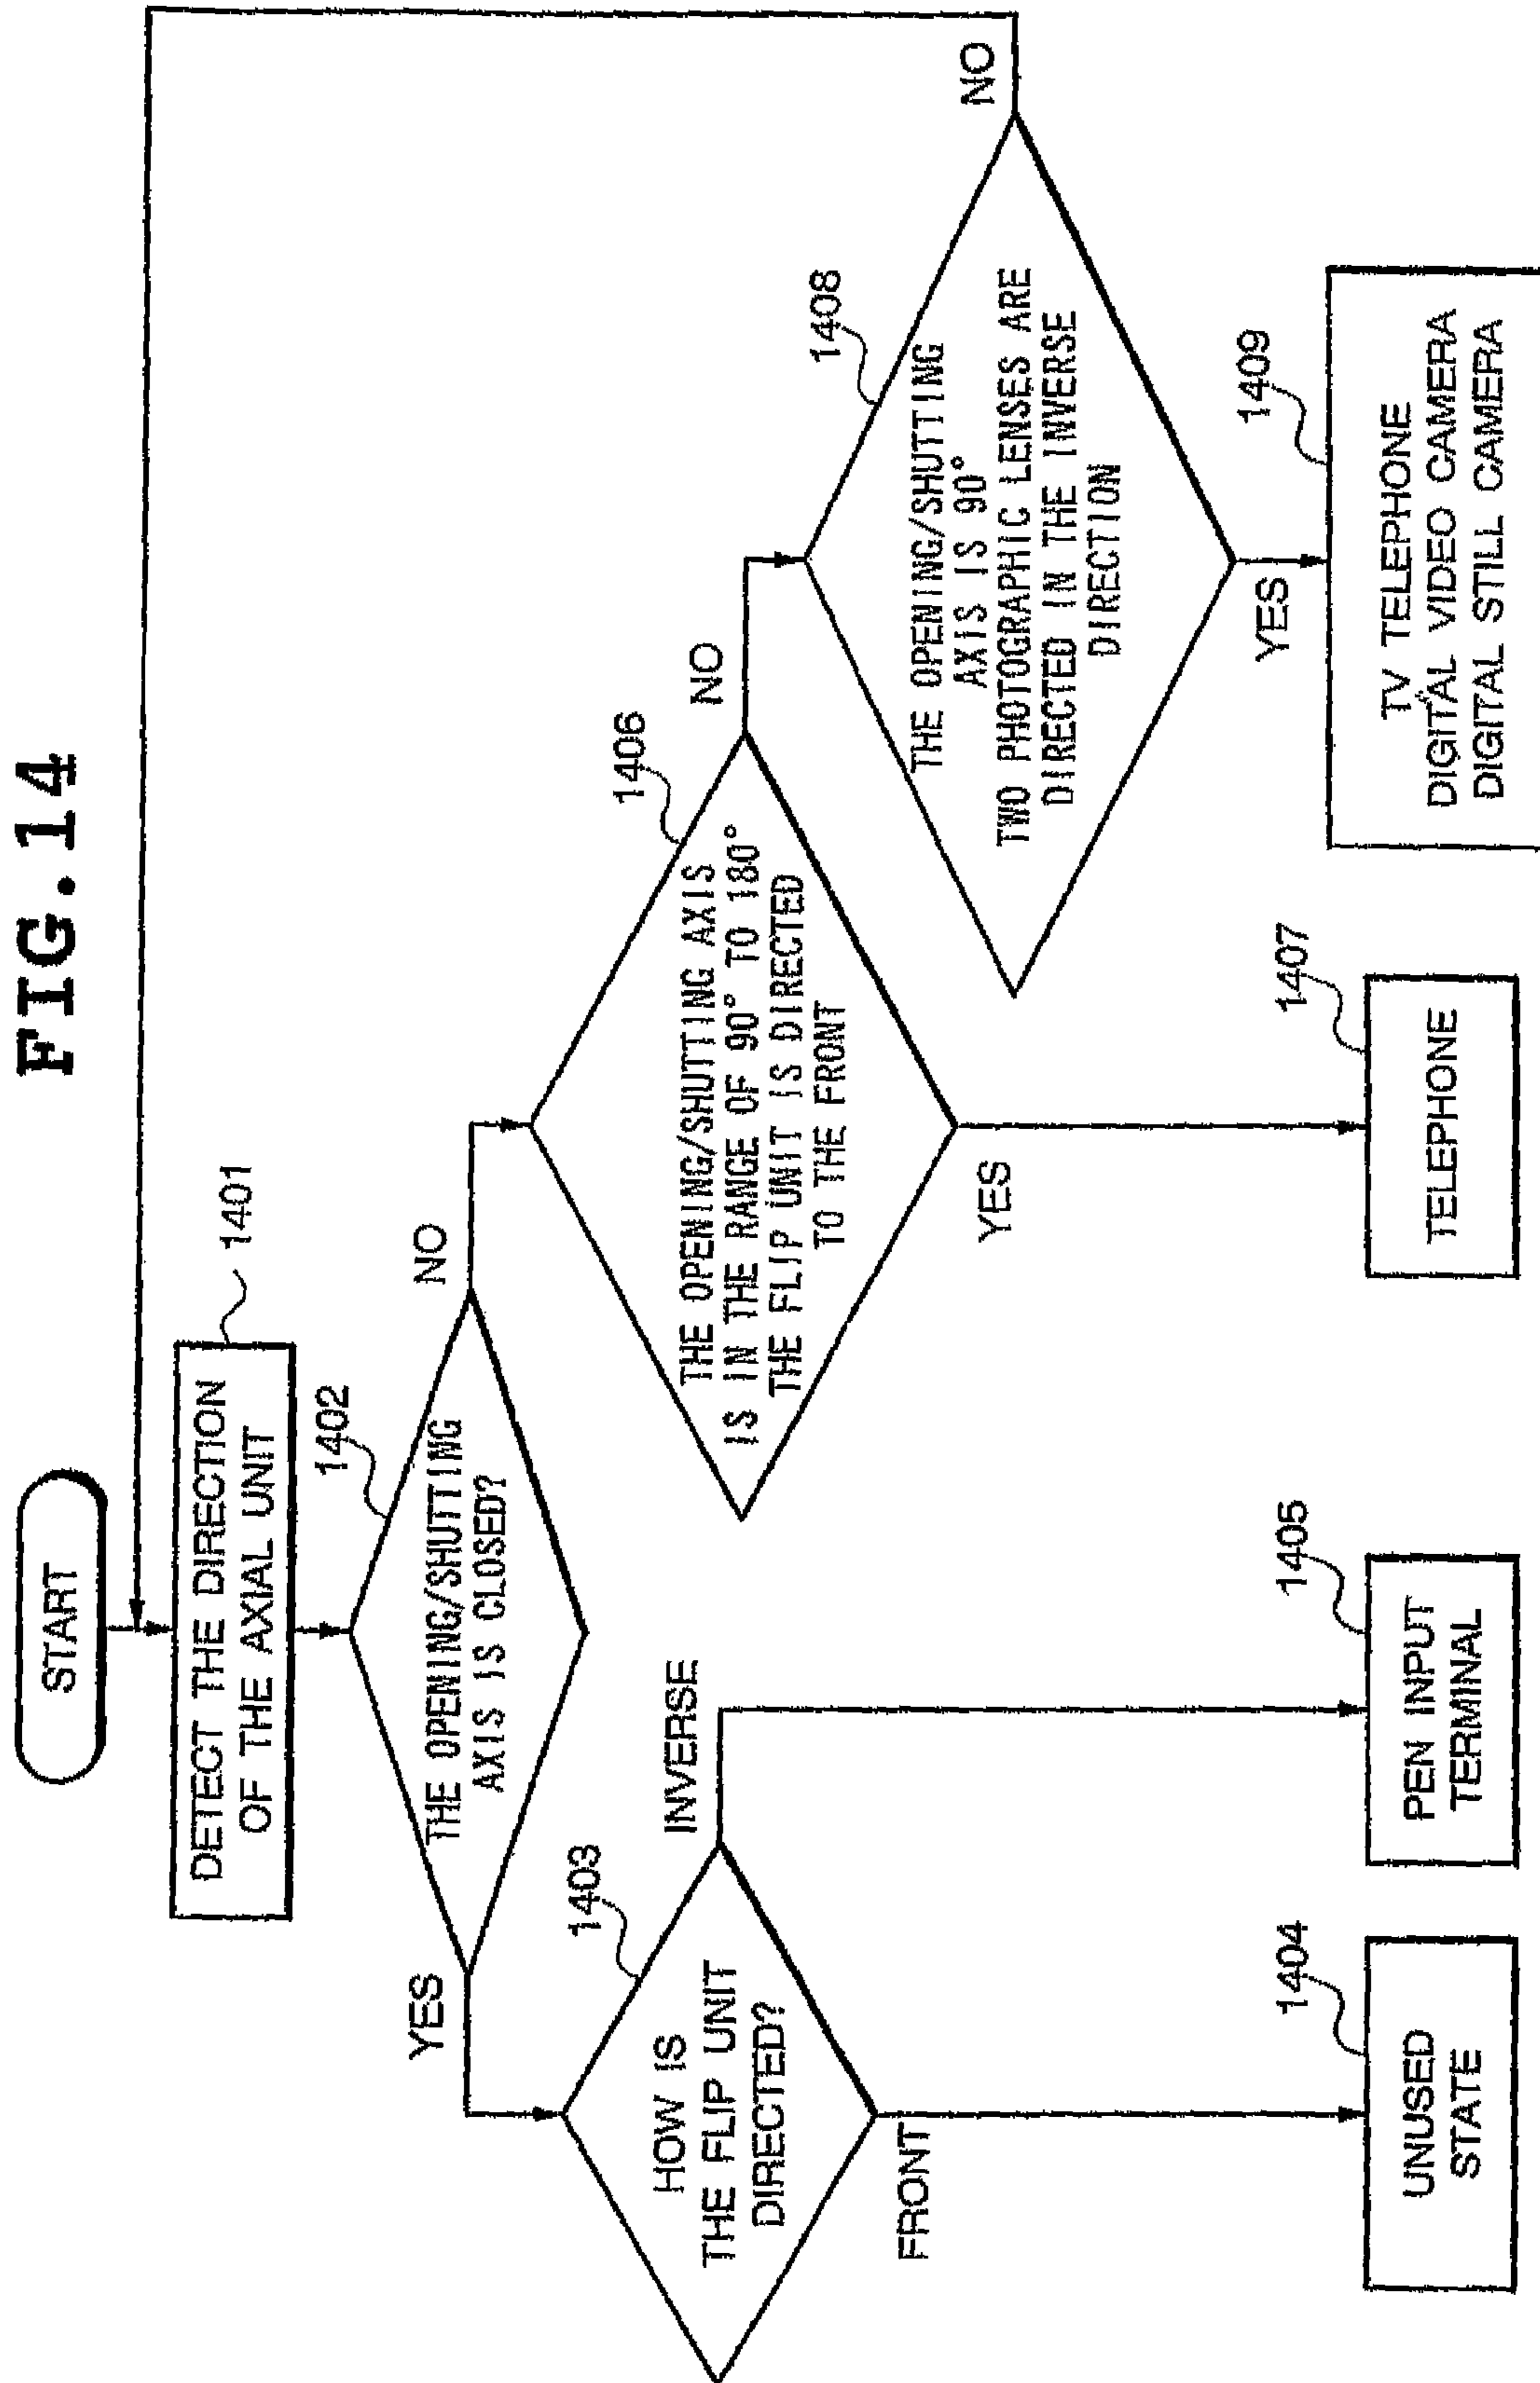 FIG.14
START
DETECT THE DIRECTION
OF THE AXIAL UNIT
1401
1402
THE OPENING/SHUTTING
AXIS IS CLOSED?
YES
NO
1403
HOW IS
THE FLIP UNIT
DIRECTED?
INVERSE
FRONT
1406
THE OPENING/SHUTTING AXIS
IS IN THE RANGE OF 90° TO 180°
THE FLIP UNIT IS DIRECTED
TO THE FRONT
NO
YES
1408
THE OPENING/SHUTTING
AXIS IS 90°
TWO PHOTOGRAPHIC LENSES ARE
DIRECTED IN THE INVERSE
DIRECTION
NO
YES
1404
UNUSED
STATE
1405
PEN INPUT
TERMINAL
1407
TELEPHONE
1409
TV TELEPHONE
DIGITAL VIDEO CAMERA
DIGITAL STILL CAMERA